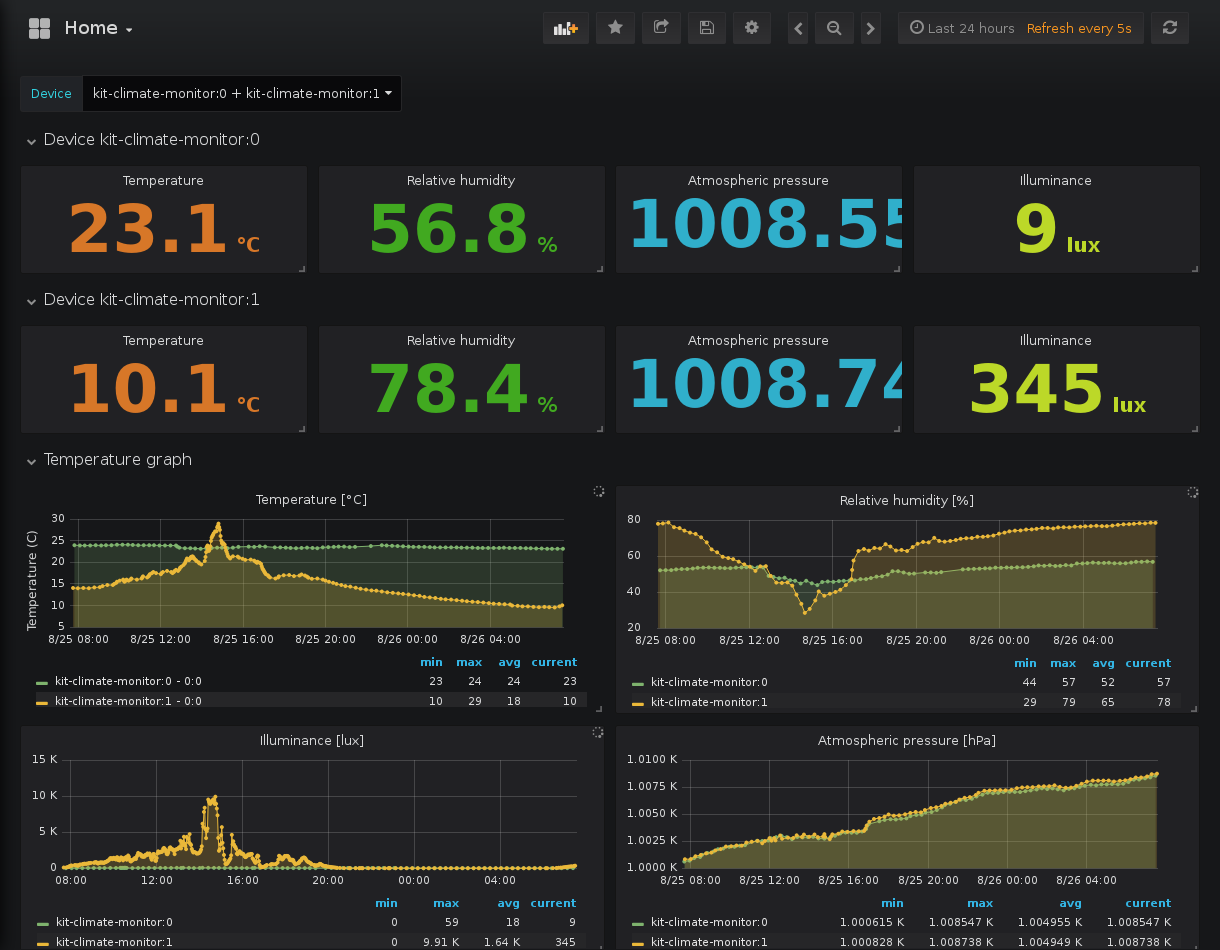 Home
Last 24 hours Refresh every 5s
Device kit-climate-monitor:0 + kit-climate-monitor:1
Device kit-climate-monitor:0
Temperature Relative humidity Atmospheric pressure Illuminance
23.1 °C 56.8 % 1008.55 9 lux
Device kit-climate-monitor:1
Temperature Relative humidity Atmospheric pressure Illuminance
10.1 °C 78.4 % 1008.74 345 lux
Temperature graph
Temperature [°C]
Temperature (C)
30
25
20
15
10
5
8/25 08:00 8/25 12:00 8/25 16:00 8/25 20:00 8/26 00:00 8/26 04:00
min max avg current
kit-climate-monitor:0 - 0:0 23 24 24 23
kit-climate-monitor:1 - 0:0 10 29 18 10
Relative humidity [%]
80
60
40
20
8/25 08:00 8/25 12:00 8/25 16:00 8/25 20:00 8/26 00:00 8/26 04:00
min max avg current
kit-climate-monitor:0 44 57 52 57
kit-climate-monitor:1 29 79 65 78
Illuminance [lux]
15 K
10 K
5 K
0
08:00 12:00 16:00 20:00 00:00 04:00
min max avg current
kit-climate-monitor:0 0 59 18 9
kit-climate-monitor:1 0 9.91 K 1.64 K 345
Atmospheric pressure [hPa]
1.0100 K
1.0075 K
1.0050 K
1.0025 K
1.0000 K
8/25 08:00 8/25 12:00 8/25 16:00 8/25 20:00 8/26 00:00 8/26 04:00
min max avg current
kit-climate-monitor:0 1.000615 K 1.008547 K 1.004955 K 1.008547 K
kit-climate-monitor:1 1.000828 K 1.008738 K 1.004949 K 1.008738 K